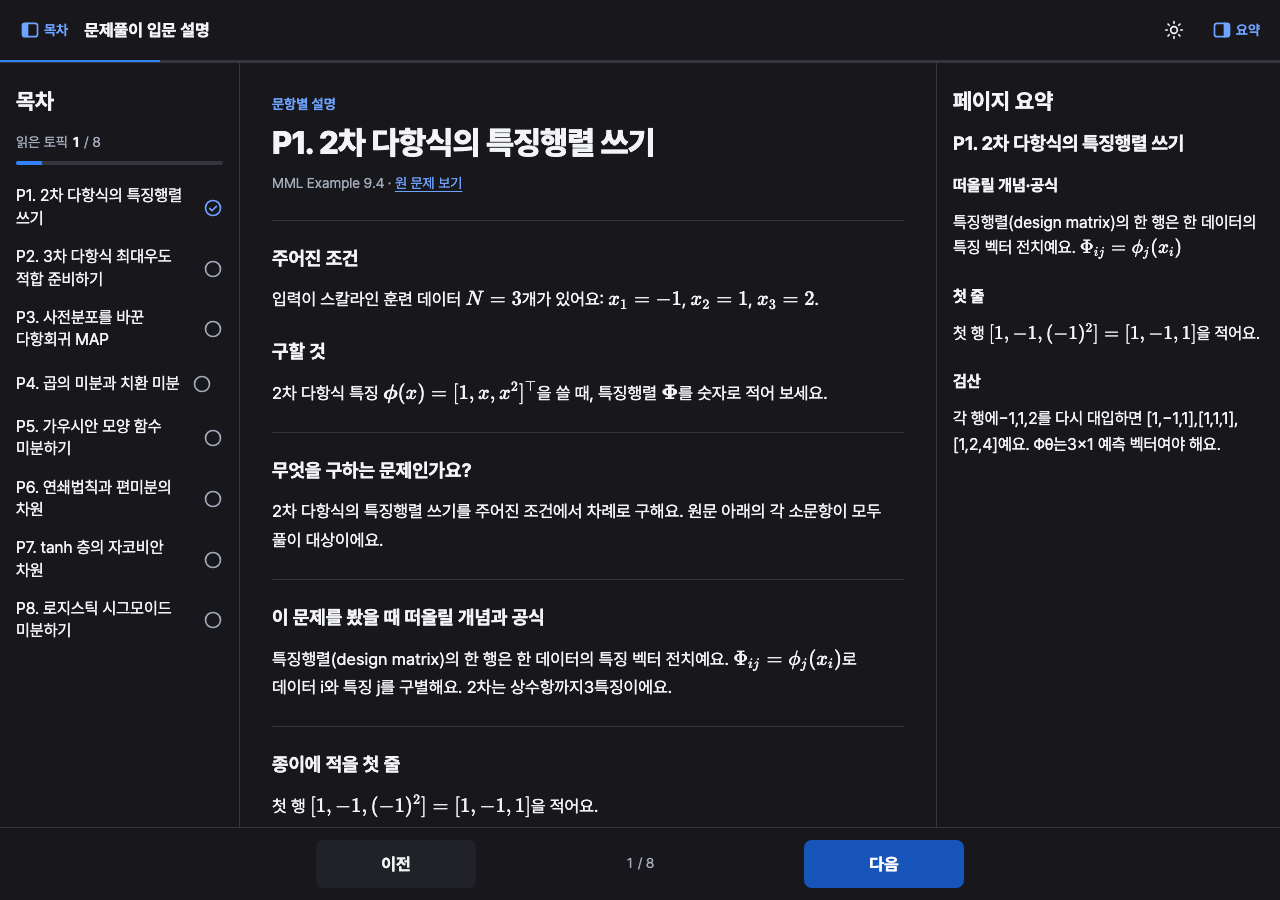 목차 문제풀이 입문 설명 요약
목차
읽은 토픽 1 / 8
P1. 2차 다항식의 특징행렬
쓰기
P2. 3차 다항식 최대우도
적합 준비하기
P3. 사전분포를 바꾼
다항회귀 MAP
P4. 곱의 미분과 치환 미분
P5. 가우시안 모양 함수
미분하기
P6. 연쇄법칙과 편미분의
차원
P7. tanh 층의 자코비안
차원
P8. 로지스틱 시그모이드
미분하기
문항별 설명
P1. 2차 다항식의 특징행렬 쓰기
MML Example 9.4 · 원 문제 보기
주어진 조건
입력이 스칼라인 훈련 데이터 N = 3개가 있어요: x₁ = −1, x₂ = 1, x₃ = 2.
구할 것
2차 다항식 특징 ϕ(x) = [1, x, x²]⊤을 쓸 때, 특징행렬 Φ를 숫자로 적어 보세요.
무엇을 구하는 문제인가요?
2차 다항식의 특징행렬 쓰기를 주어진 조건에서 차례로 구해요. 원문 아래의 각 소문항이 모두
풀이 대상이에요.
이 문제를 봤을 때 떠올릴 개념과 공식
특징행렬(design matrix)의 한 행은 한 데이터의 특징 벡터 전치예요. Φᵢⱼ = ϕⱼ(xᵢ)로
데이터 i와 특징 j를 구별해요. 2차는 상수항까지3특징이에요.
종이에 적을 첫 줄
첫 행 [1, −1, (−1)²] = [1, −1, 1]을 적어요.
페이지 요약
P1. 2차 다항식의 특징행렬 쓰기
떠올릴 개념·공식
특징행렬(design matrix)의 한 행은 한 데이터의
특징 벡터 전치예요. Φᵢⱼ = ϕⱼ(xᵢ)
첫 줄
첫 행 [1, −1, (−1)²] = [1, −1, 1]을 적어요.
검산
각 행에−1,1,2를 다시 대입하면 [1,−1,1],[1,1,1],
[1,2,4]예요. Φθ는3×1 예측 벡터여야 해요.
이전 1 / 8 다음